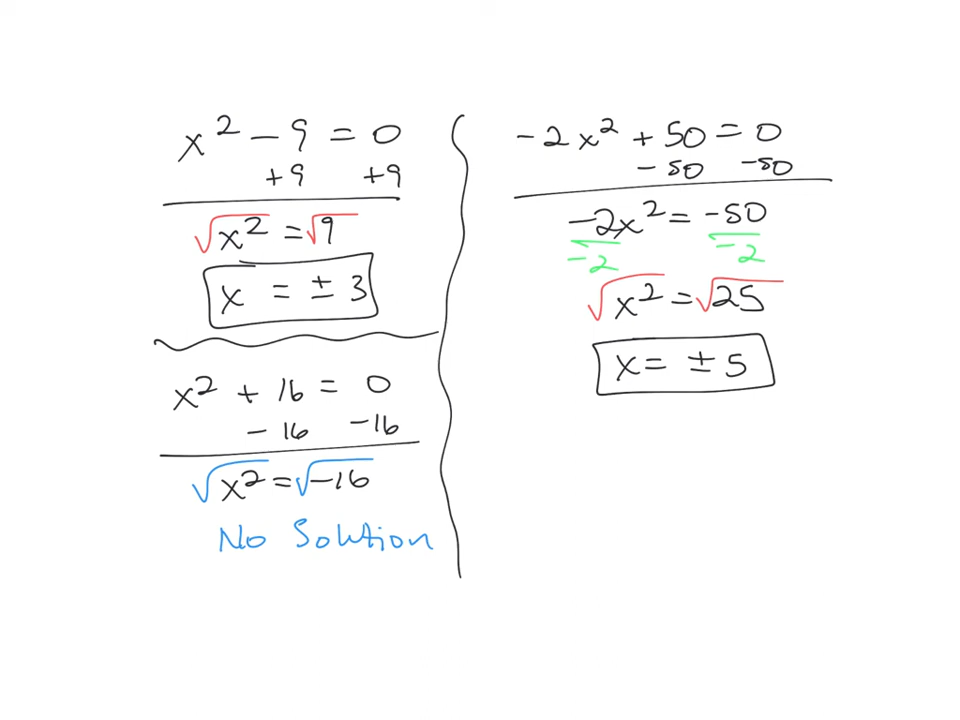 x² - 9 = 0
+9 +9
√x² = √9
x = ± 3
x² + 16 = 0
- 16 -16
√x² = √-16
No Solution
-2x² + 50 = 0
- 50 -50
-2x² = -50
-2 -2
√x² = √25
x = ± 5